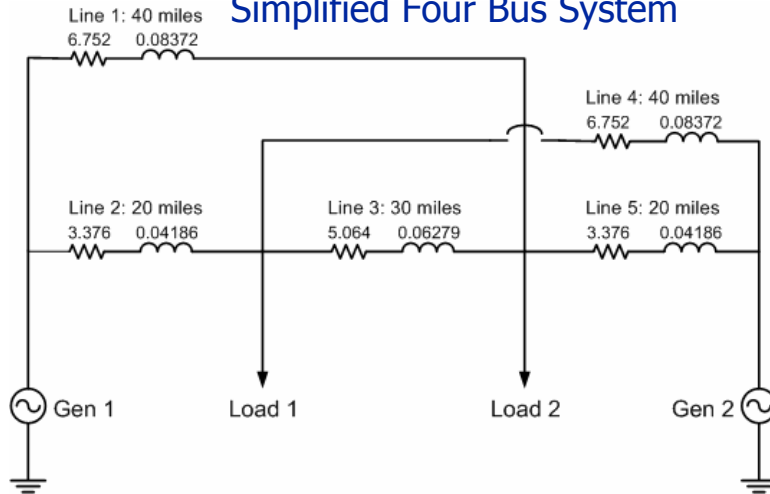 Simplified Four Bus System
Line 1: 40 miles
6.752 0.08372
Line 4: 40 miles
6.752 0.08372
Line 2: 20 miles
3.376 0.04186
Line 3: 30 miles
5.064 0.06279
Line 5: 20 miles
3.376 0.04186
Gen 1
Load 1
Load 2
Gen 2